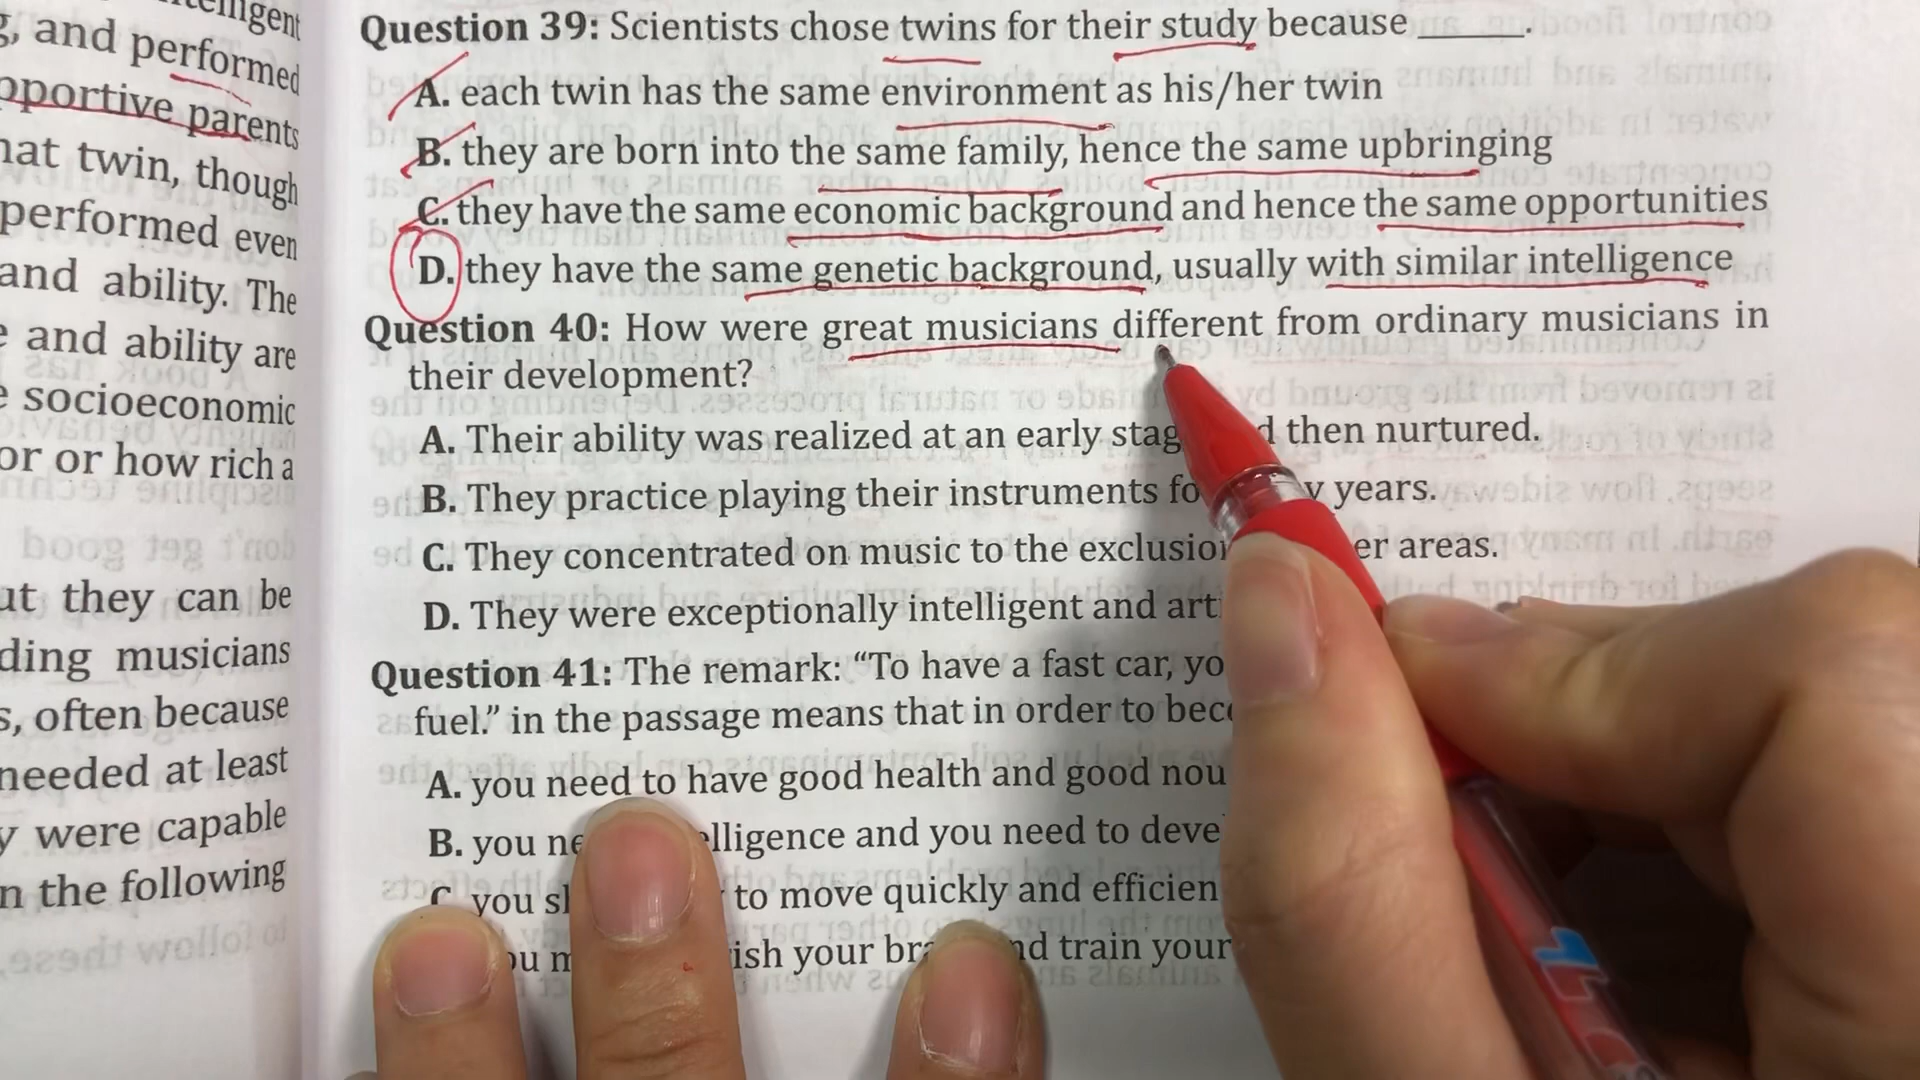 g, and performed
pportive parents
hat twin, though
performed even
and ability. The
e and ability are
e socioeconomic
or or how rich a
ut they can be
ding musicians
s, often because
needed at least
y were capable
n the following
Question 39: Scientists chose twins for their study because ______.
A. each twin has the same environment as his/her twin
B. they are born into the same family, hence the same upbringing
C. they have the same economic background and hence the same opportunities
D. they have the same genetic background, usually with similar intelligence
Question 40: How were great musicians different from ordinary musicians in
their development?
A. Their ability was realized at an early stag d then nurtured.
B. They practice playing their instruments fo y years.
C. They concentrated on music to the exclusion er areas.
D. They were exceptionally intelligent and art
Question 41: The remark: “To have a fast car, yo
fuel.” in the passage means that in order to bec
A. you need to have good health and good nou
B. you ne lligence and you need to deve
C. you sh to move quickly and efficien
ou m ish your bra nd train your